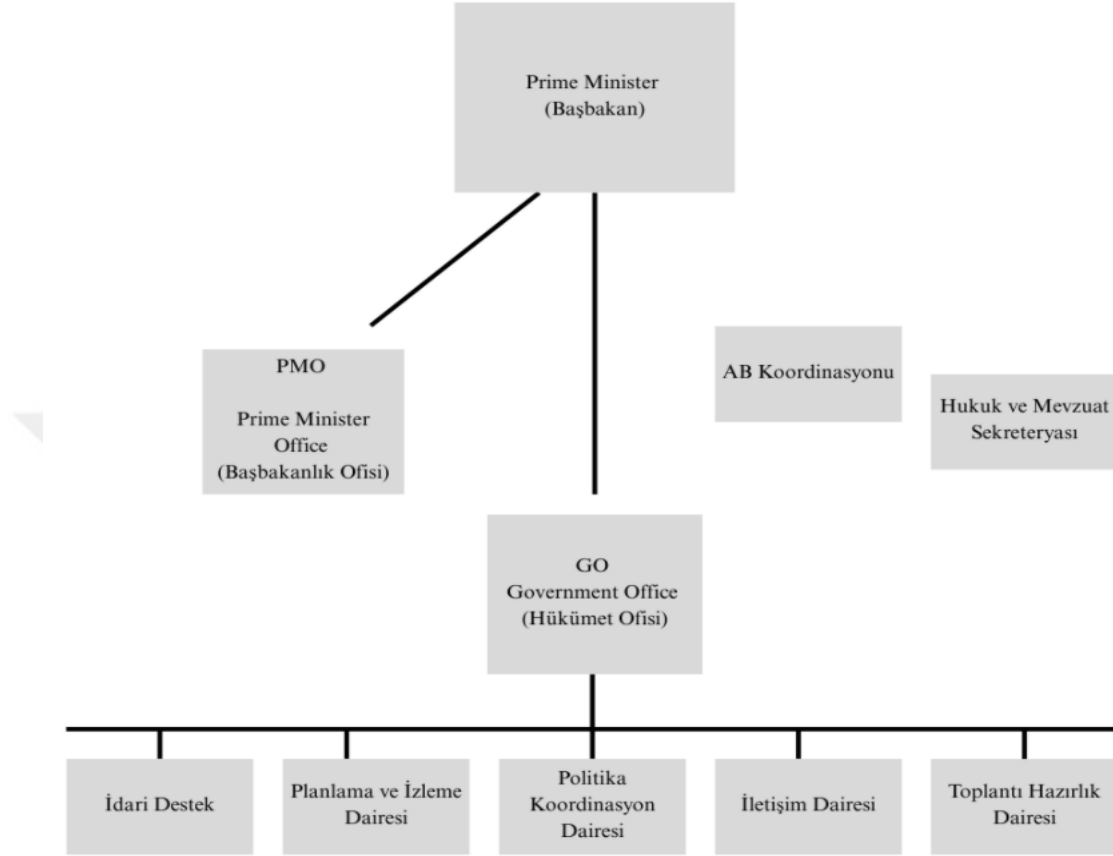 Prime Minister
(Başbakan)
PMO
Prime Minister
Office
(Başbakanlık Ofisi)
AB Koordinasyonu
Hukuk ve Mevzuat
Sekreteryası
GO
Government Office
(Hükümet Ofisi)
İdari Destek
Planlama ve İzleme
Dairesi
Politika
Koordinasyon
Dairesi
İletişim Dairesi
Toplantı Hazırlık
Dairesi